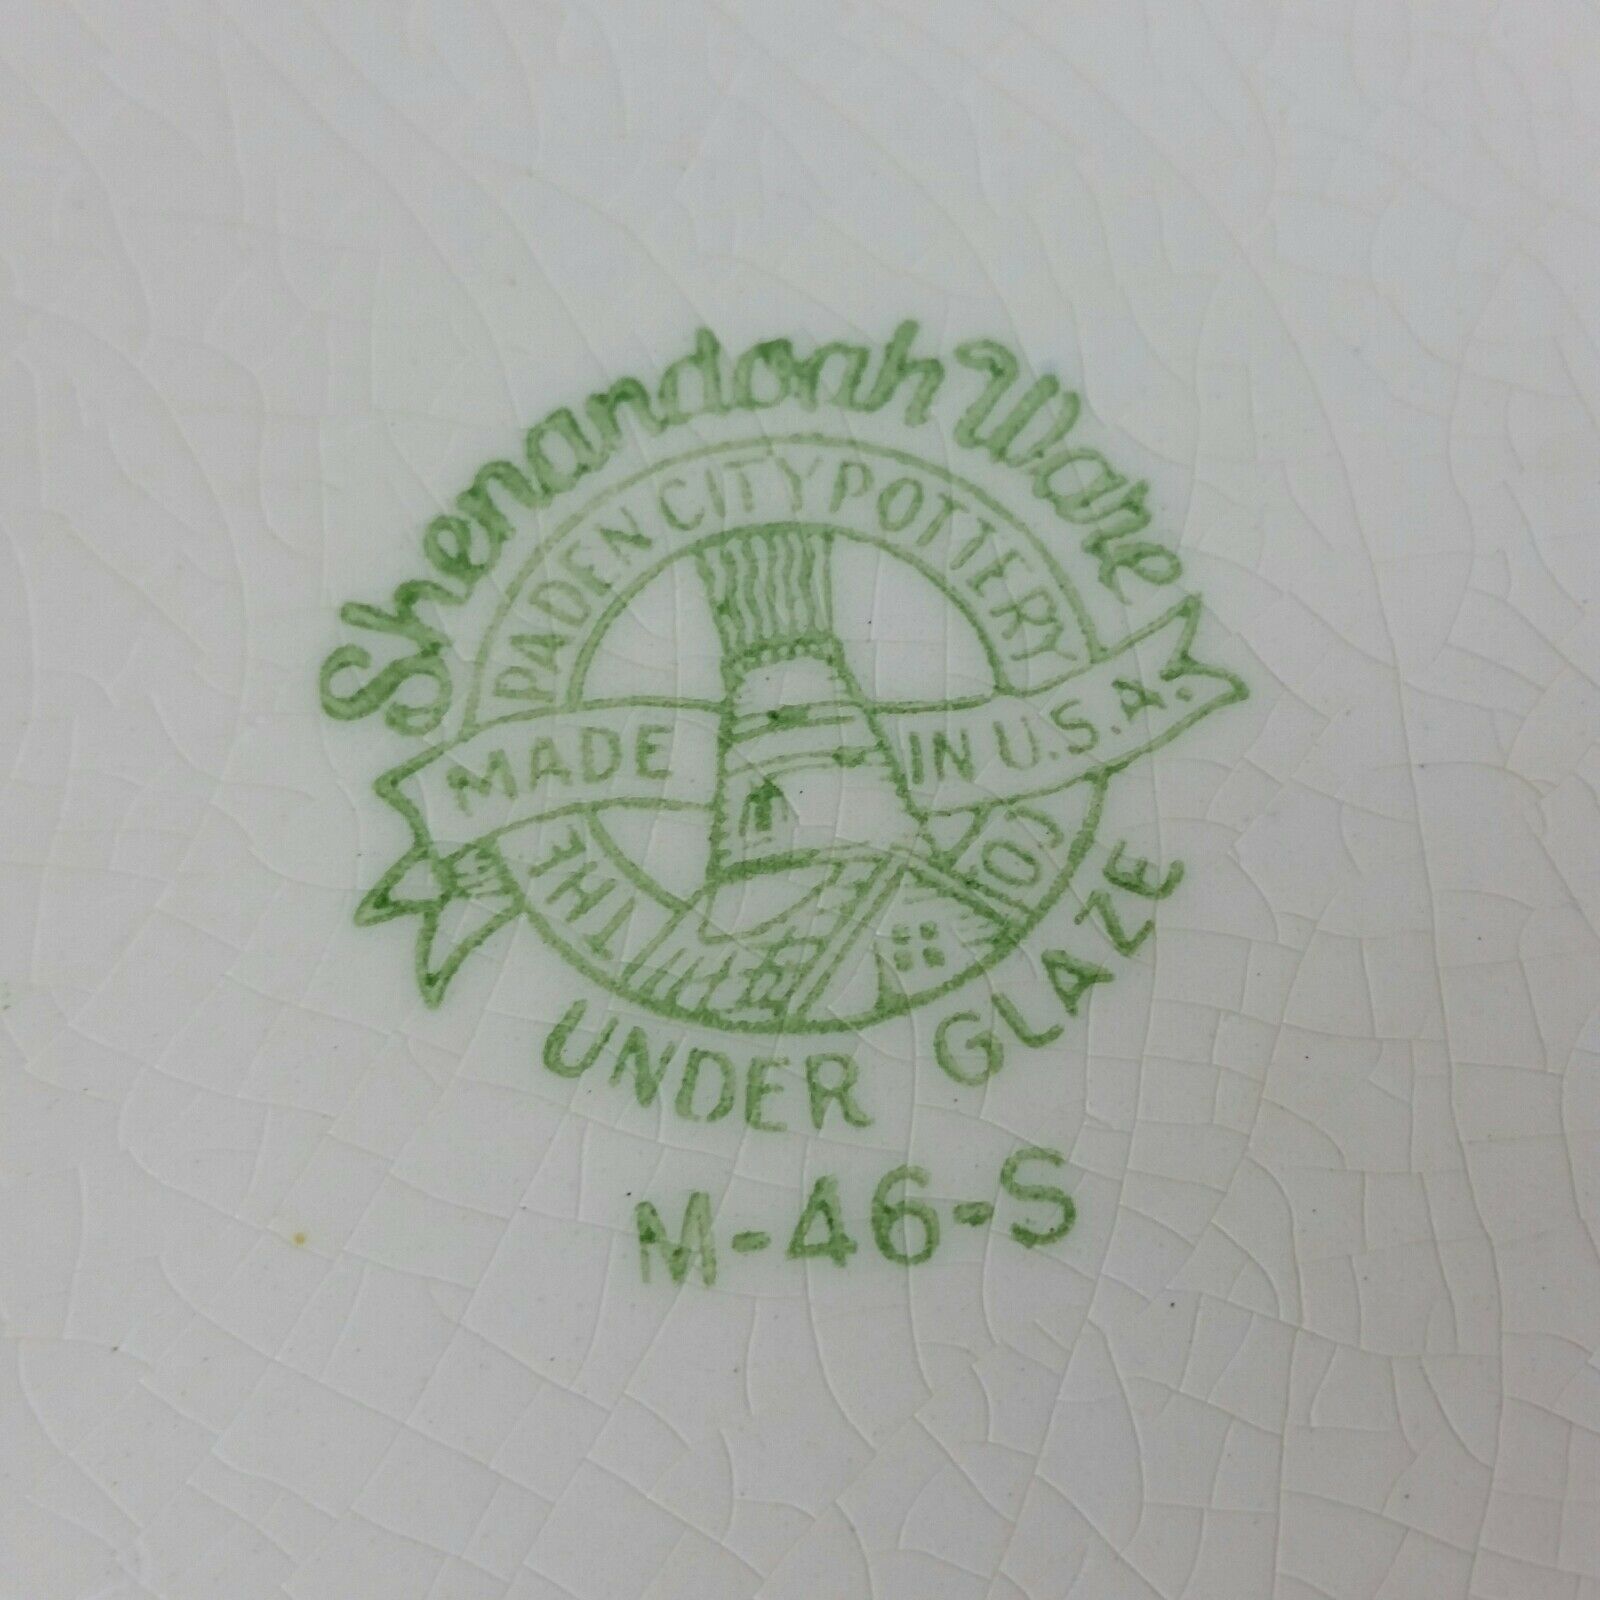 Shenandoah Ware
THE PADEN CITY POTTERY CO.
MADE IN U.S.A.
UNDER GLAZE
M-46-S